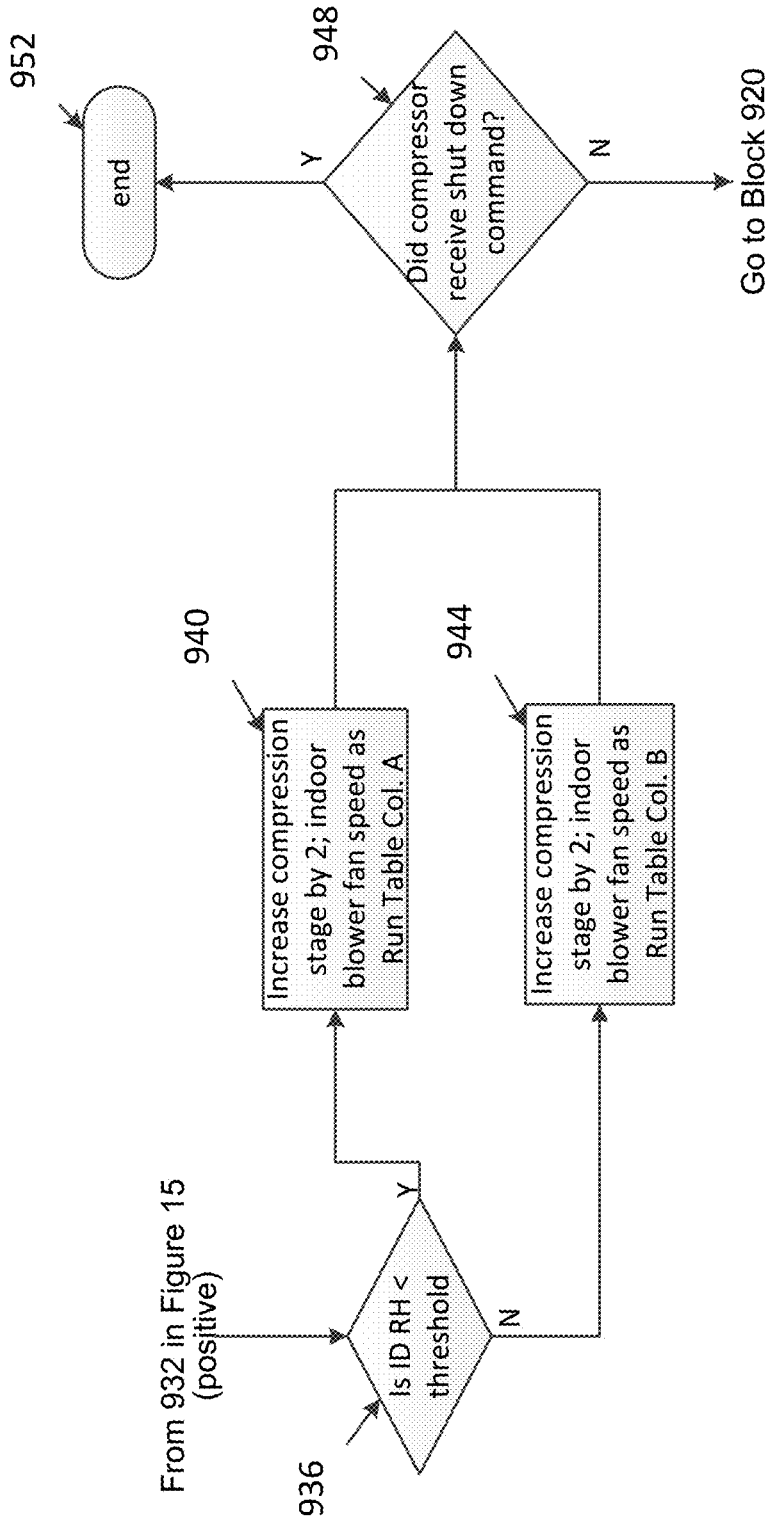 From 932 in Figure 15
(positive)
936
Is ID RH <
threshold
Y
N
940
Increase compression
stage by 2; indoor
blower fan speed as
Run Table Col. A
944
Increase compression
stage by 2; indoor
blower fan speed as
Run Table Col. B
948
Did compressor
receive shut down
command?
Y
N
952
end
Go to Block 920